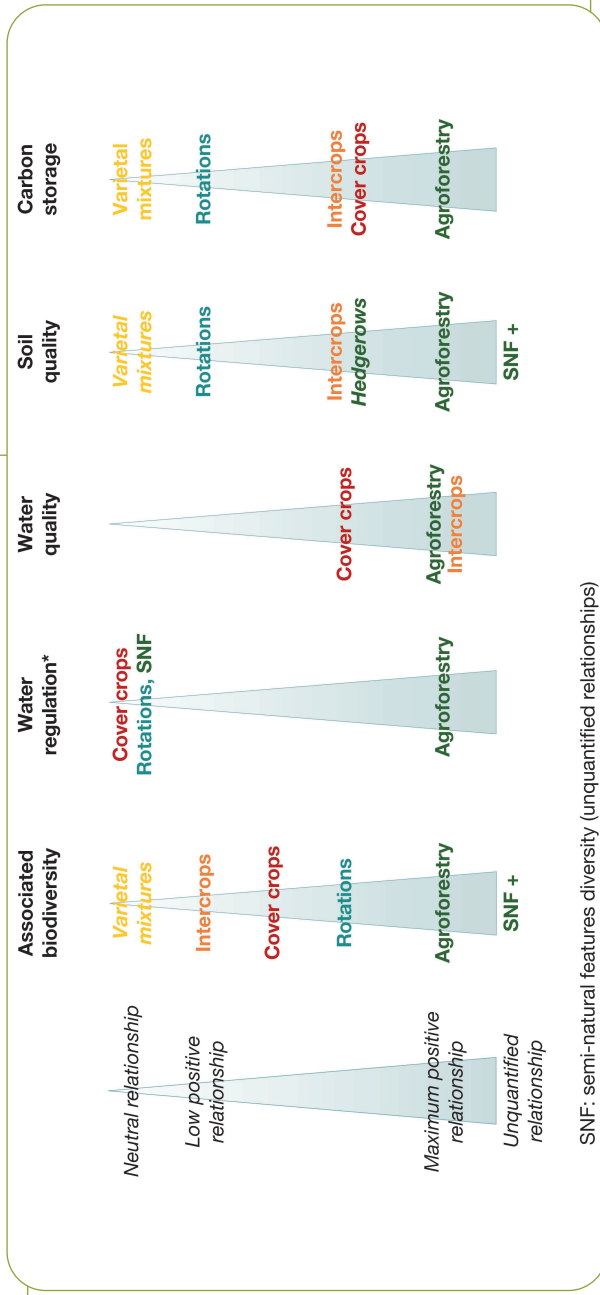 Associated
biodiversity
Water
regulation*
Water
quality
Soil
quality
Carbon
storage
Neutral relationship
Low positive
relationship
Maximum positive
relationship
Unquantified
relationship
Varietal
mixtures
Intercrops
Cover crops
Rotations
Agroforestry
SNF +
Cover crops
Rotations, SNF
Agroforestry
Cover crops
Agroforestry
Intercrops
Varietal
mixtures
Rotations
Intercrops
Hedgerows
Agroforestry
SNF +
Varietal
mixtures
Rotations
Intercrops
Cover crops
Agroforestry
SNF: semi-natural features diversity (unquantified relationships)